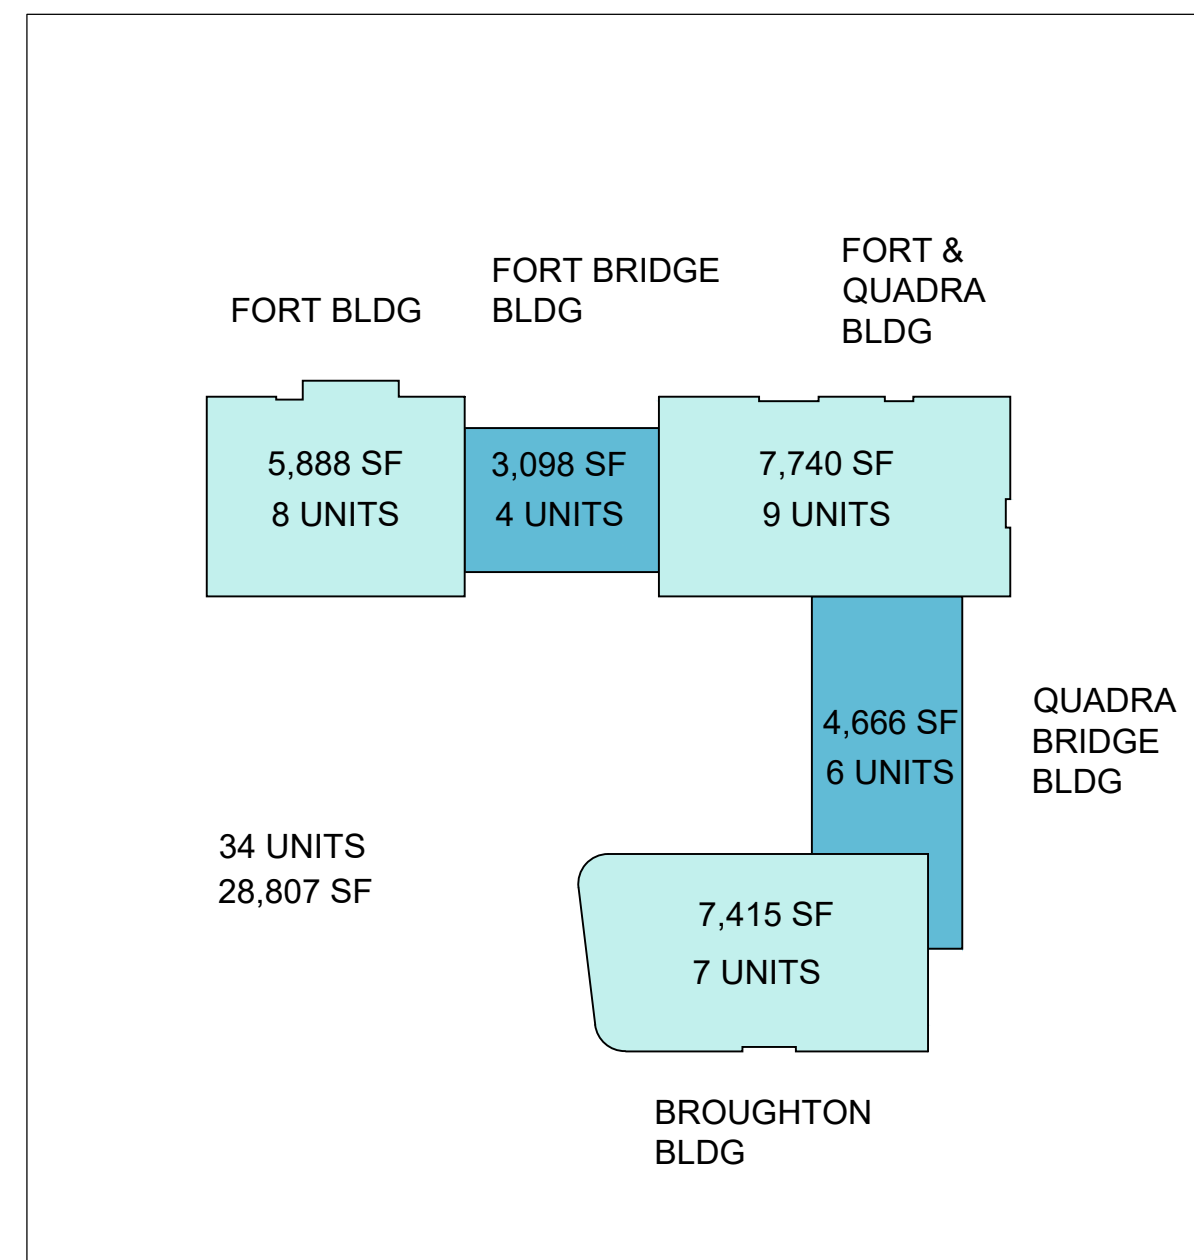 FORT BLDG
FORT BRIDGE
BLDG
FORT &
QUADRA
BLDG
5,888 SF
8 UNITS
3,098 SF
4 UNITS
7,740 SF
9 UNITS
4,666 SF
6 UNITS
QUADRA
BRIDGE
BLDG
34 UNITS
28,807 SF
7,415 SF
7 UNITS
BROUGHTON
BLDG